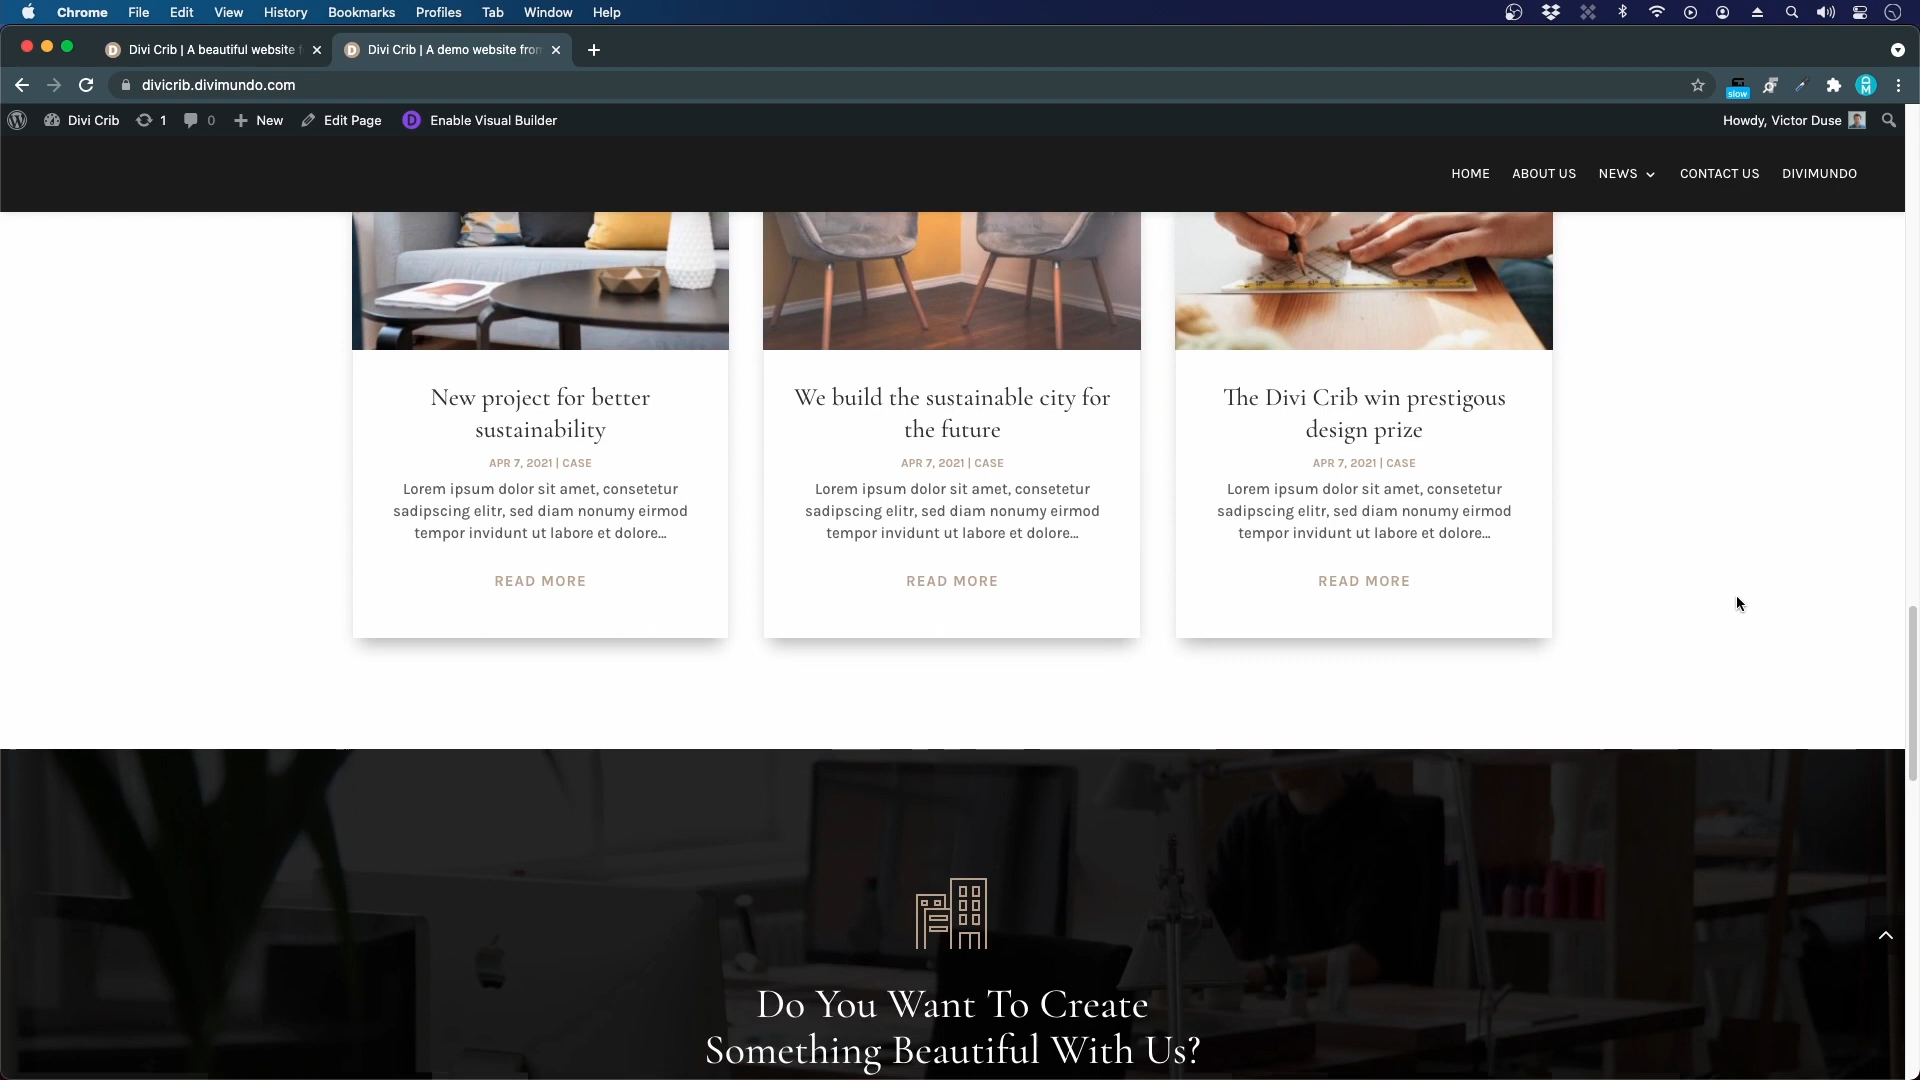 Chrome File Edit View History Bookmarks Profiles Tab Window Help
Divi Crib | A beautiful website
Divi Crib | A demo website from
divicrib.divimundo.com
slow
DM
Divi Crib 1 0 New Edit Page Enable Visual Builder
Howdy, Victor Duse
HOME ABOUT US NEWS CONTACT US DIVIMUNDO
New project for better
sustainability
APR 7, 2021 | CASE
Lorem ipsum dolor sit amet, consetetur
sadipscing elitr, sed diam nonumy eirmod
tempor invidunt ut labore et dolore...
READ MORE
We build the sustainable city for
the future
APR 7, 2021 | CASE
Lorem ipsum dolor sit amet, consetetur
sadipscing elitr, sed diam nonumy eirmod
tempor invidunt ut labore et dolore...
READ MORE
The Divi Crib win prestigous
design prize
APR 7, 2021 | CASE
Lorem ipsum dolor sit amet, consetetur
sadipscing elitr, sed diam nonumy eirmod
tempor invidunt ut labore et dolore...
READ MORE
Do You Want To Create
Something Beautiful With Us?